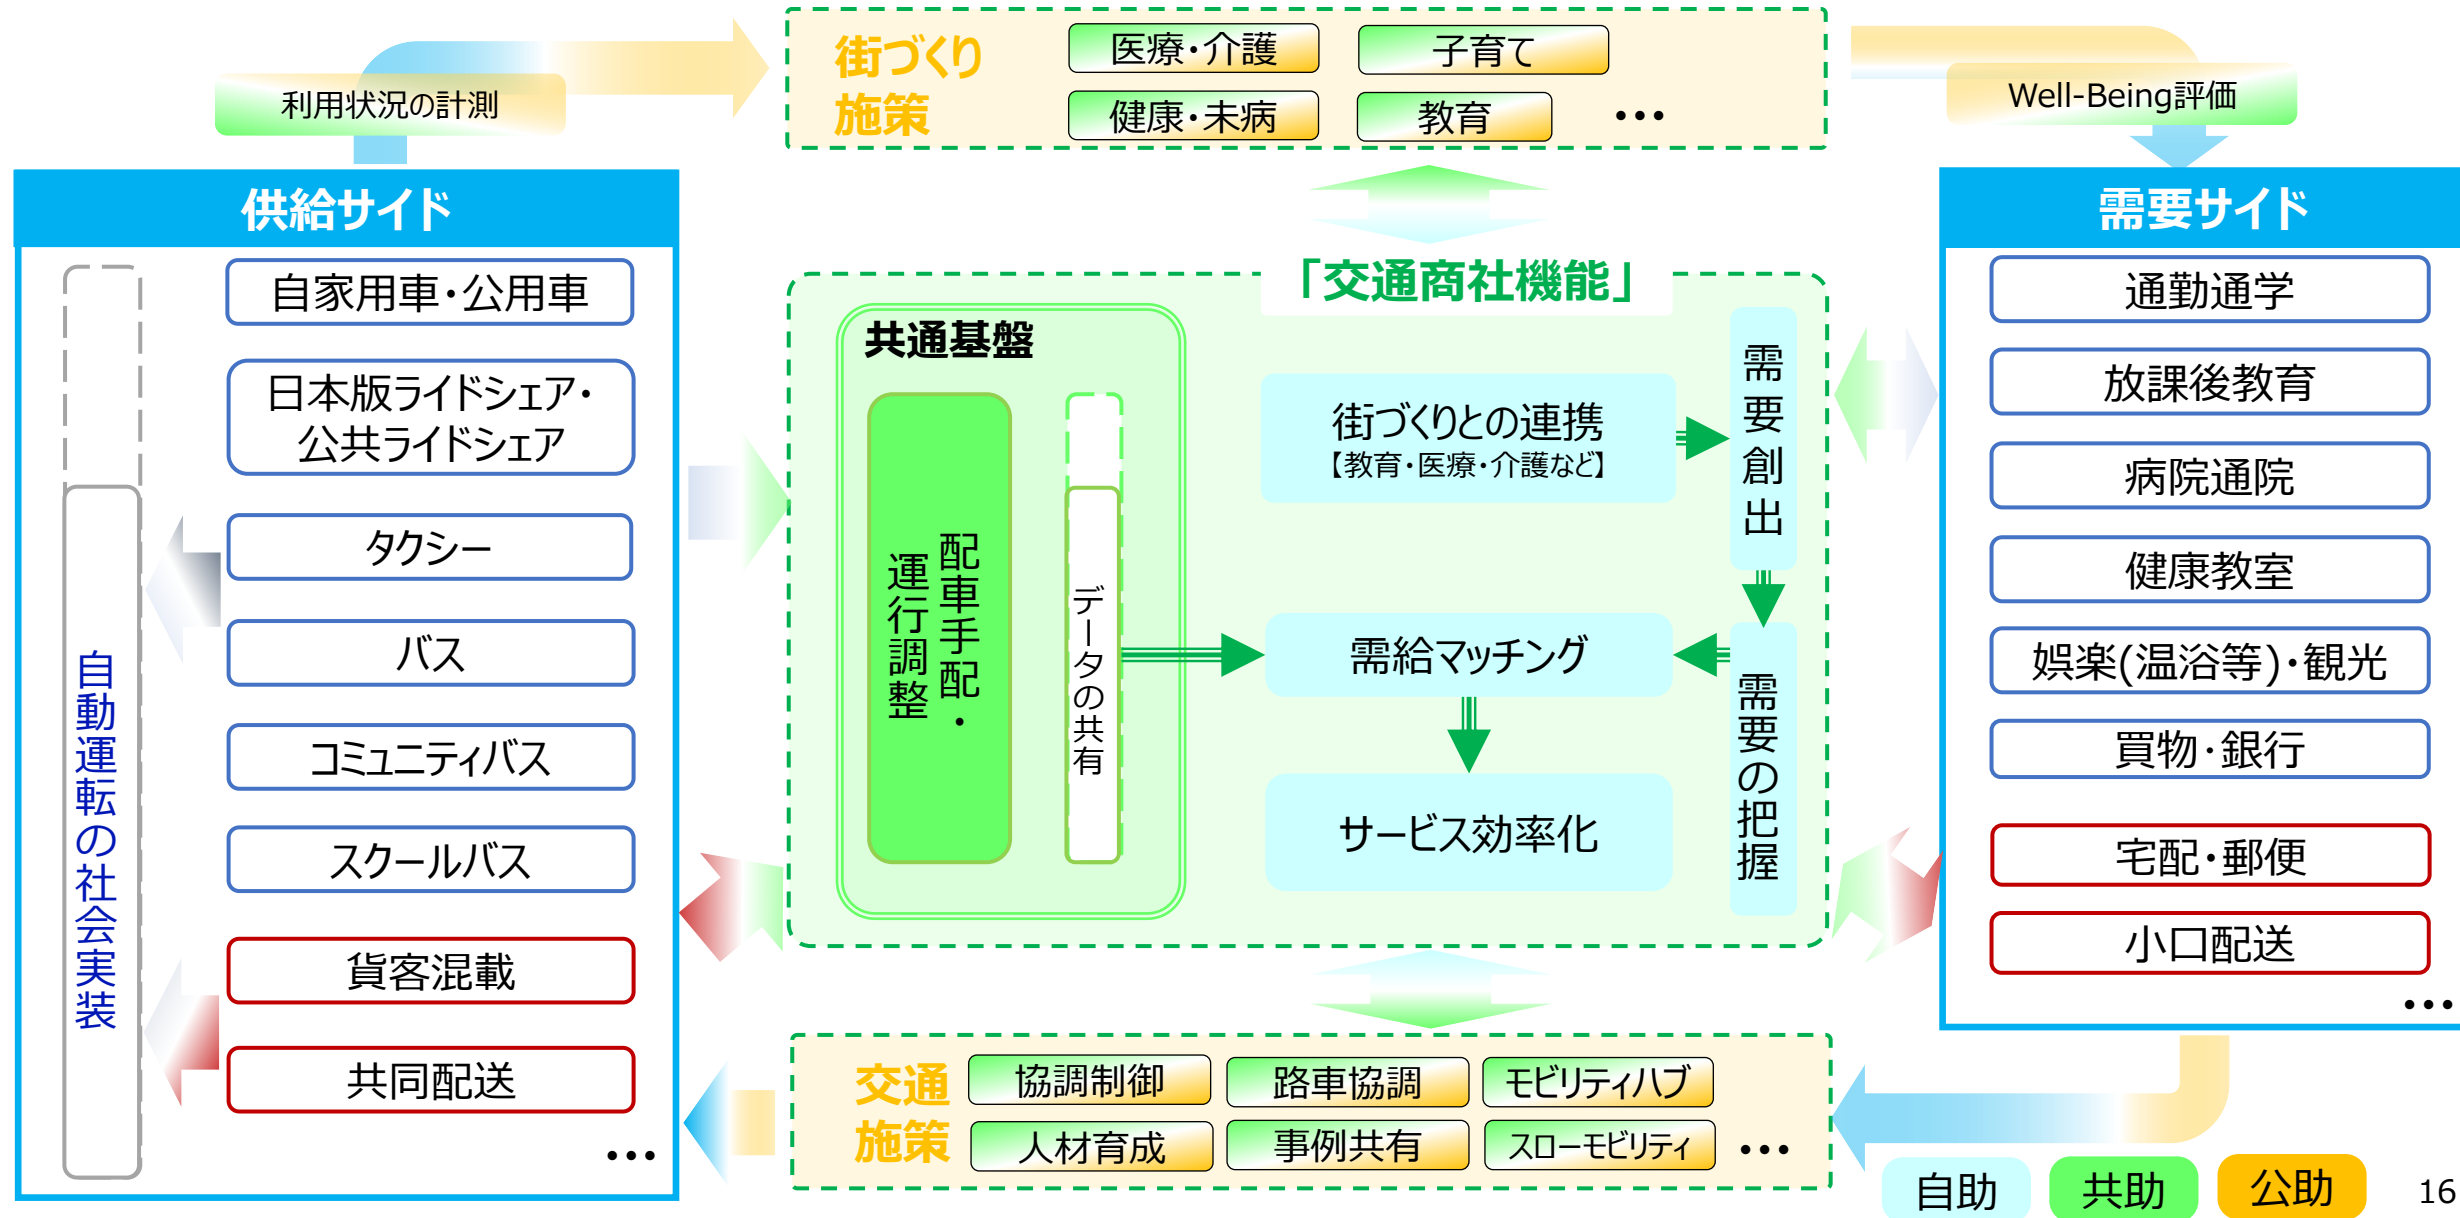 街づくり
施策
医療・介護
子育て
健康・未病
教育
…
利用状況の計測
Well-Being評価
供給サイド
自家用車・公用車
日本版ライドシェア・
公共ライドシェア
タクシー
バス
コミュニティバス
スクールバス
貨客混載
共同配送
…
自動運転の社会実装
「交通商社機能」
共通基盤
配車手配・
運行調整
データの共有
街づくりとの連携
【教育・医療・介護など】
需要創出
需給マッチング
需要の把握
サービス効率化
需要サイド
通勤通学
放課後教育
病院通院
健康教室
娯楽(温浴等)・観光
買物・銀行
宅配・郵便
小口配送
…
交通
施策
協調制御
路車協調
モビリティハブ
人材育成
事例共有
スローモビリティ
…
自助
共助
公助
16